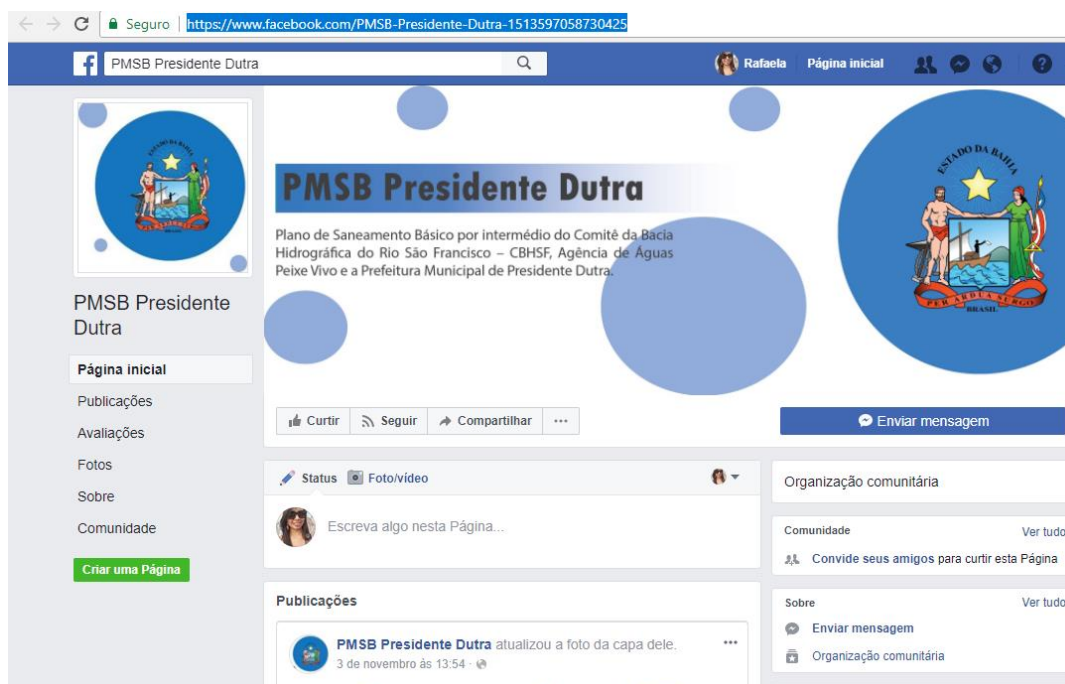 Seguro
https://www.facebook.com/PMSB-Presidente-Dutra-1513597058730425
PMSB Presidente Dutra
Rafaela
Página inicial
ESTADO DA BAHIA
PER ARDUA SURGO
BRASIL
PMSB Presidente Dutra
Plano de Saneamento Básico por intermédio do Comitê da Bacia
Hidrográfica do Rio São Francisco – CBHSF, Agência de Águas
Peixe Vivo e a Prefeitura Municipal de Presidente Dutra.
ESTADO DA BAHIA
PER ARDUA SURGO
BRASIL
PMSB Presidente
Dutra
Página inicial
Publicações
Avaliações
Fotos
Sobre
Comunidade
Criar uma Página
Curtir
Seguir
Compartilhar
Enviar mensagem
Status
Foto/vídeo
Escreva algo nesta Página...
Publicações
PMSB Presidente Dutra atualizou a foto da capa dele.
3 de novembro às 13:54
Organização comunitária
Comunidade
Ver tudo
Convide seus amigos para curtir esta Página
Sobre
Ver tudo
Enviar mensagem
Organização comunitária